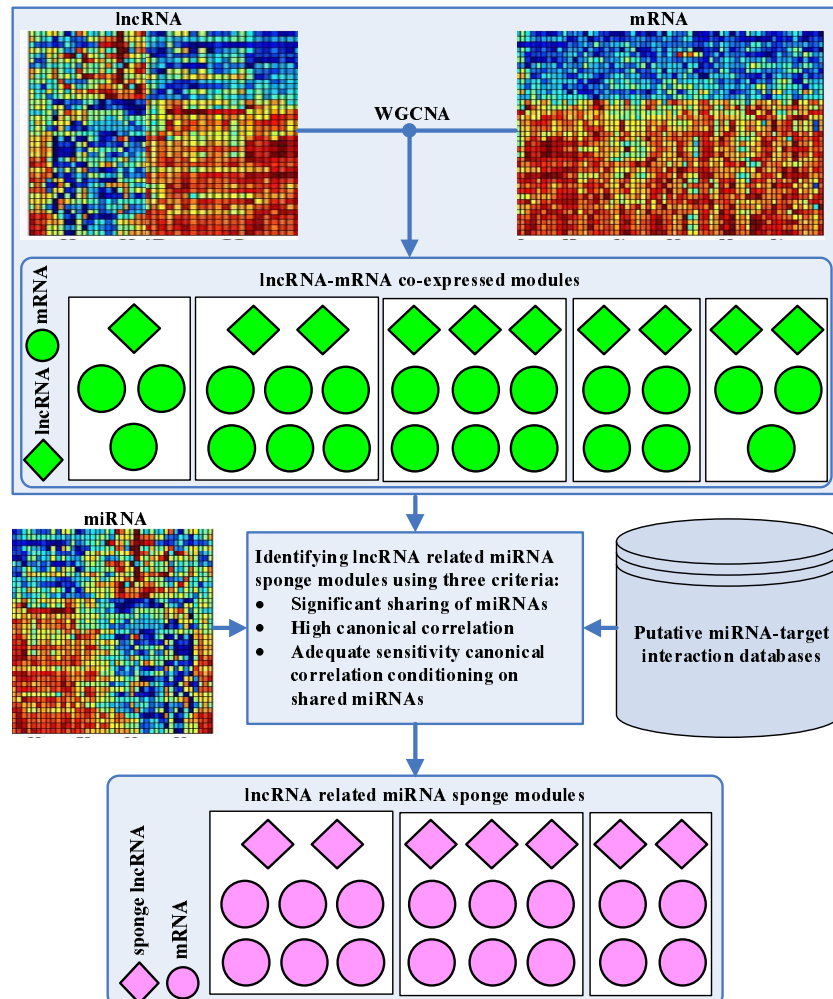 lncRNA
mRNA
WGCNA
lncRNA-mRNA co-expressed modules
mRNA
lncRNA
miRNA
Identifying lncRNA related miRNA
sponge modules using three criteria:
• Significant sharing of miRNAs
• High canonical correlation
• Adequate sensitivity canonical
correlation conditioning on
shared miRNAs
Putative miRNA-target
interaction databases
lncRNA related miRNA sponge modules
sponge lncRNA
mRNA